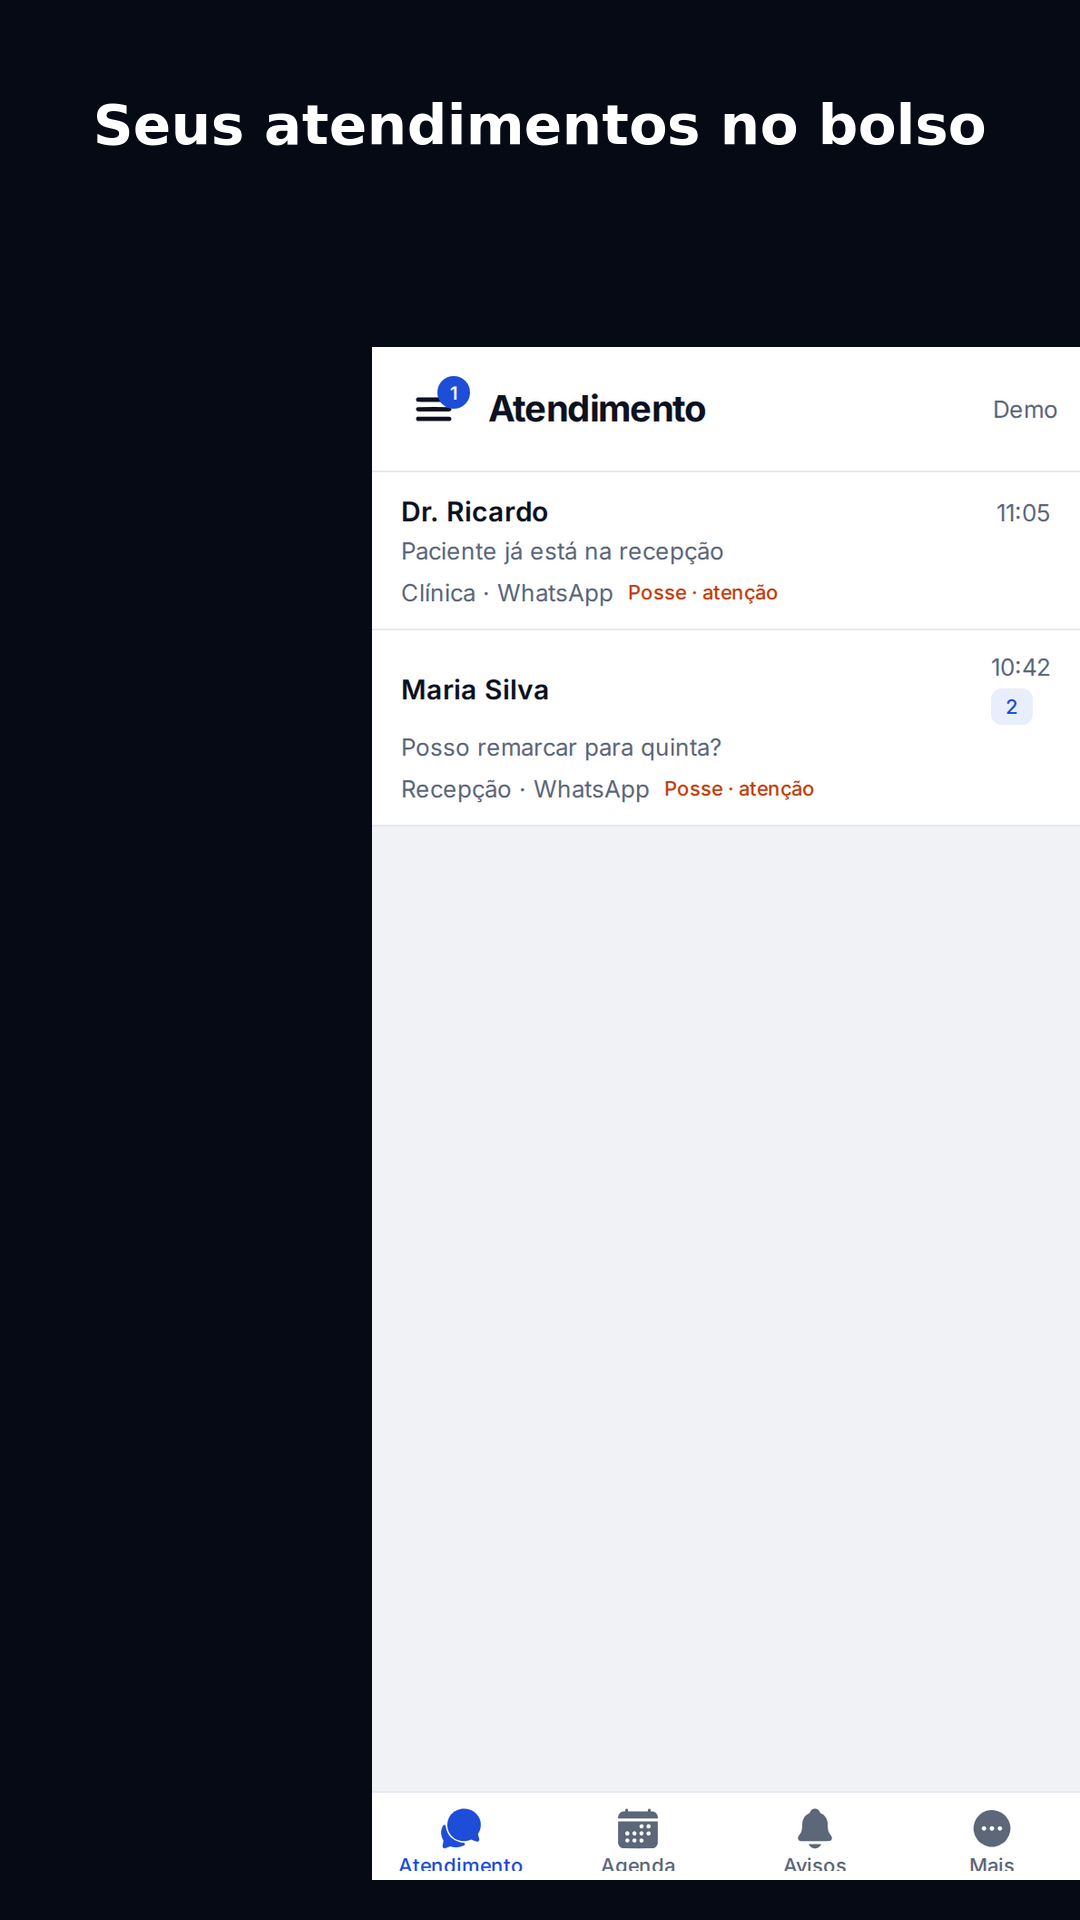 Seus atendimentos no bolso
1
Atendimento
Demo
Dr. Ricardo
11:05
Paciente já está na recepção
Clínica · WhatsApp Posse · atenção
Maria Silva
10:42
2
Posso remarcar para quinta?
Recepção · WhatsApp Posse · atenção
Atendimento
Agenda
Avisos
Mais